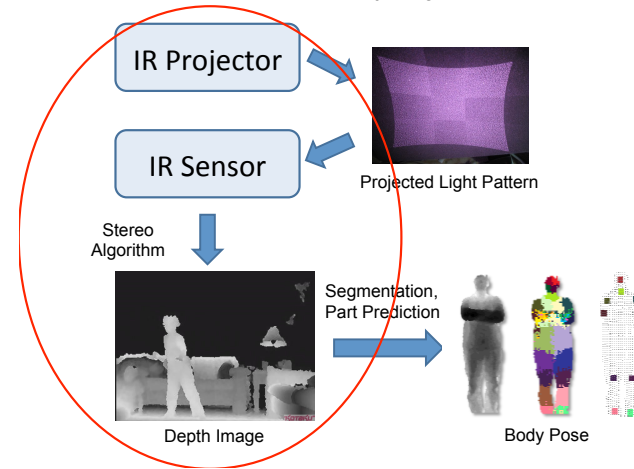 IR Projector
IR Sensor
Projected Light Pattern
Stereo
Algorithm
Segmentation,
Part Prediction
Depth Image
Body Pose